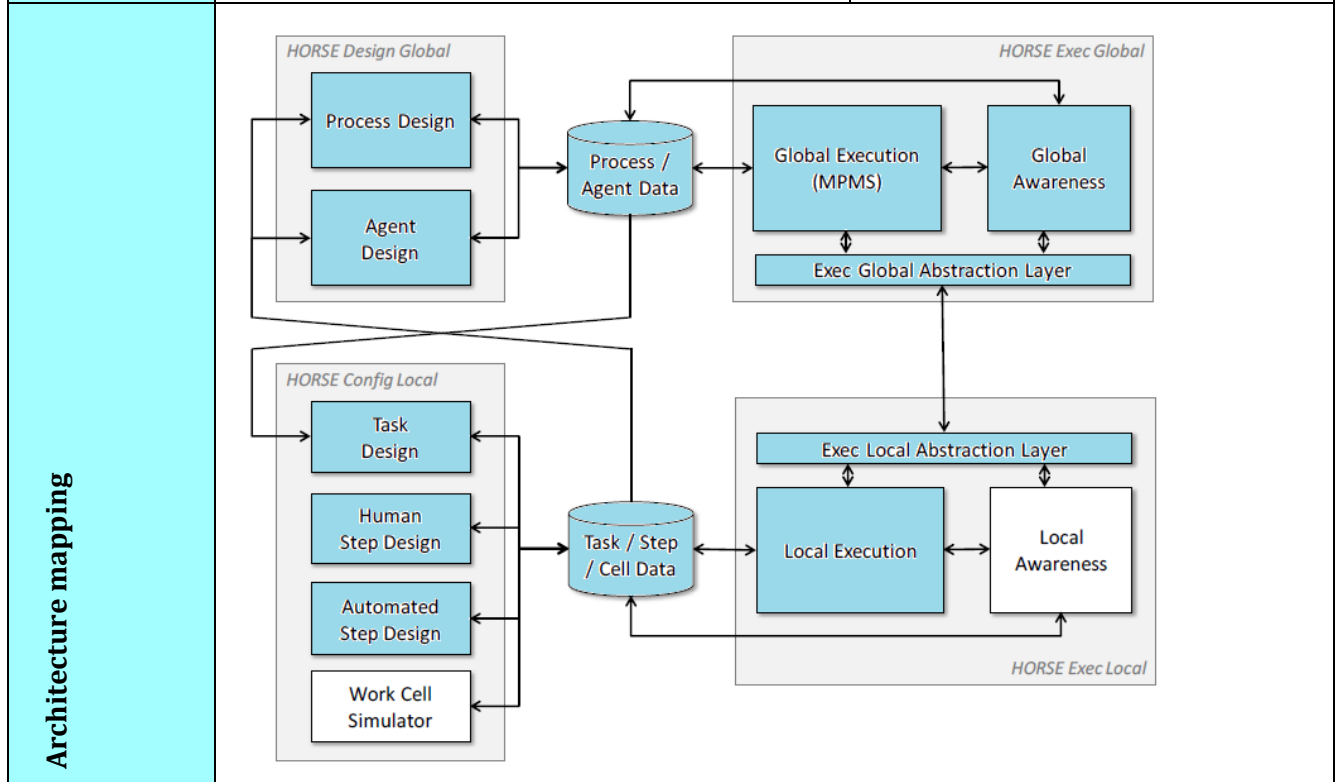 Architecture mapping
HORSE Design Global
Process Design
Agent
Design
Process /
Agent Data
HORSE Exec Global
Global Execution
(MPMS)
Global
Awareness
Exec Global Abstraction Layer
HORSE Config Local
Task
Design
Human
Step Design
Automated
Step Design
Work Cell
Simulator
Task / Step
/ Cell Data
Exec Local Abstraction Layer
Local Execution
Local
Awareness
HORSE Exec Local